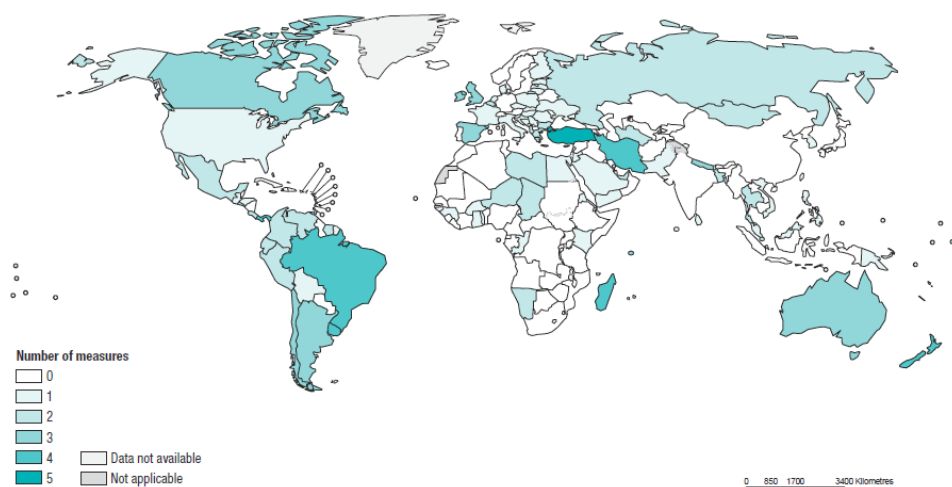 Number of measures
0
1
2
3
4 Data not available
5 Not applicable
0 850 1700 3400 Kilometres